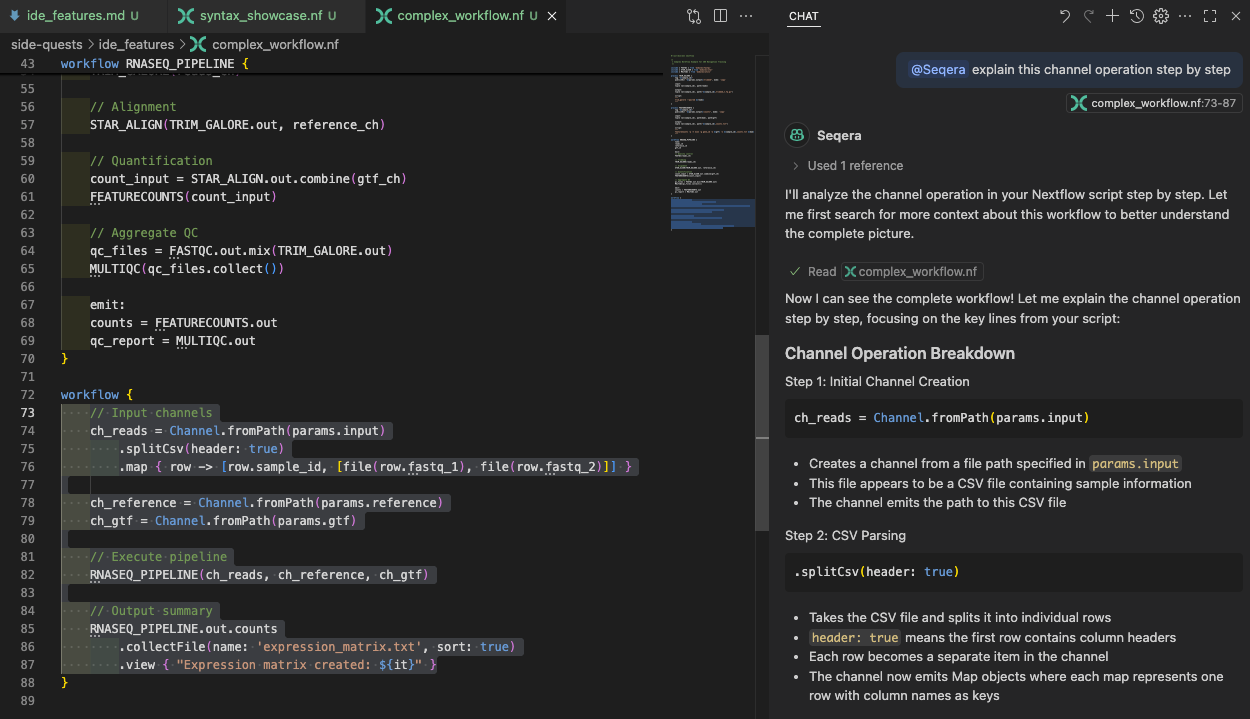 ide_features.md U
syntax_showcase.nf U
complex_workflow.nf U
side-quests > ide_features > complex_workflow.nf
43 workflow RNASEQ_PIPELINE {
55
56 // Alignment
57 STAR_ALIGN(TRIM_GALORE.out, reference_ch)
58
59 // Quantification
60 count_input = STAR_ALIGN.out.combine(gtf_ch)
61 FEATURECOUNTS(count_input)
62
63 // Aggregate QC
64 qc_files = FASTQC.out.mix(TRIM_GALORE.out)
65 MULTIQC(qc_files.collect())
66
67 emit:
68 counts = FEATURECOUNTS.out
69 qc_report = MULTIQC.out
70 }
71
72 workflow {
73 // Input channels
74 ch_reads = Channel.fromPath(params.input)
75 .splitCsv(header: true)
76 .map { row -> [row.sample_id, [file(row.fastq_1), file(row.fastq_2)]] }
77
78 ch_reference = Channel.fromPath(params.reference)
79 ch_gtf = Channel.fromPath(params.gtf)
80
81 // Execute pipeline
82 RNASEQ_PIPELINE(ch_reads, ch_reference, ch_gtf)
83
84 // Output summary
85 RNASEQ_PIPELINE.out.counts
86 .collectFile(name: 'expression_matrix.txt', sort: true)
87 .view { "Expression matrix created: ${it}" }
88 }
89
CHAT
@Seqera explain this channel operation step by step
complex_workflow.nf:73-87
Seqera
> Used 1 reference
I'll analyze the channel operation in your Nextflow script step by step. Let
me first search for more context about this workflow to better understand
the complete picture.
✓ Read complex_workflow.nf
Now I can see the complete workflow! Let me explain the channel operation
step by step, focusing on the key lines from your script:
Channel Operation Breakdown
Step 1: Initial Channel Creation
ch_reads = Channel.fromPath(params.input)
• Creates a channel from a file path specified in params.input
• This file appears to be a CSV file containing sample information
• The channel emits the path to this CSV file
Step 2: CSV Parsing
.splitCsv(header: true)
• Takes the CSV file and splits it into individual rows
• header: true means the first row contains column headers
• Each row becomes a separate item in the channel
• The channel now emits Map objects where each map represents one
row with column names as keys